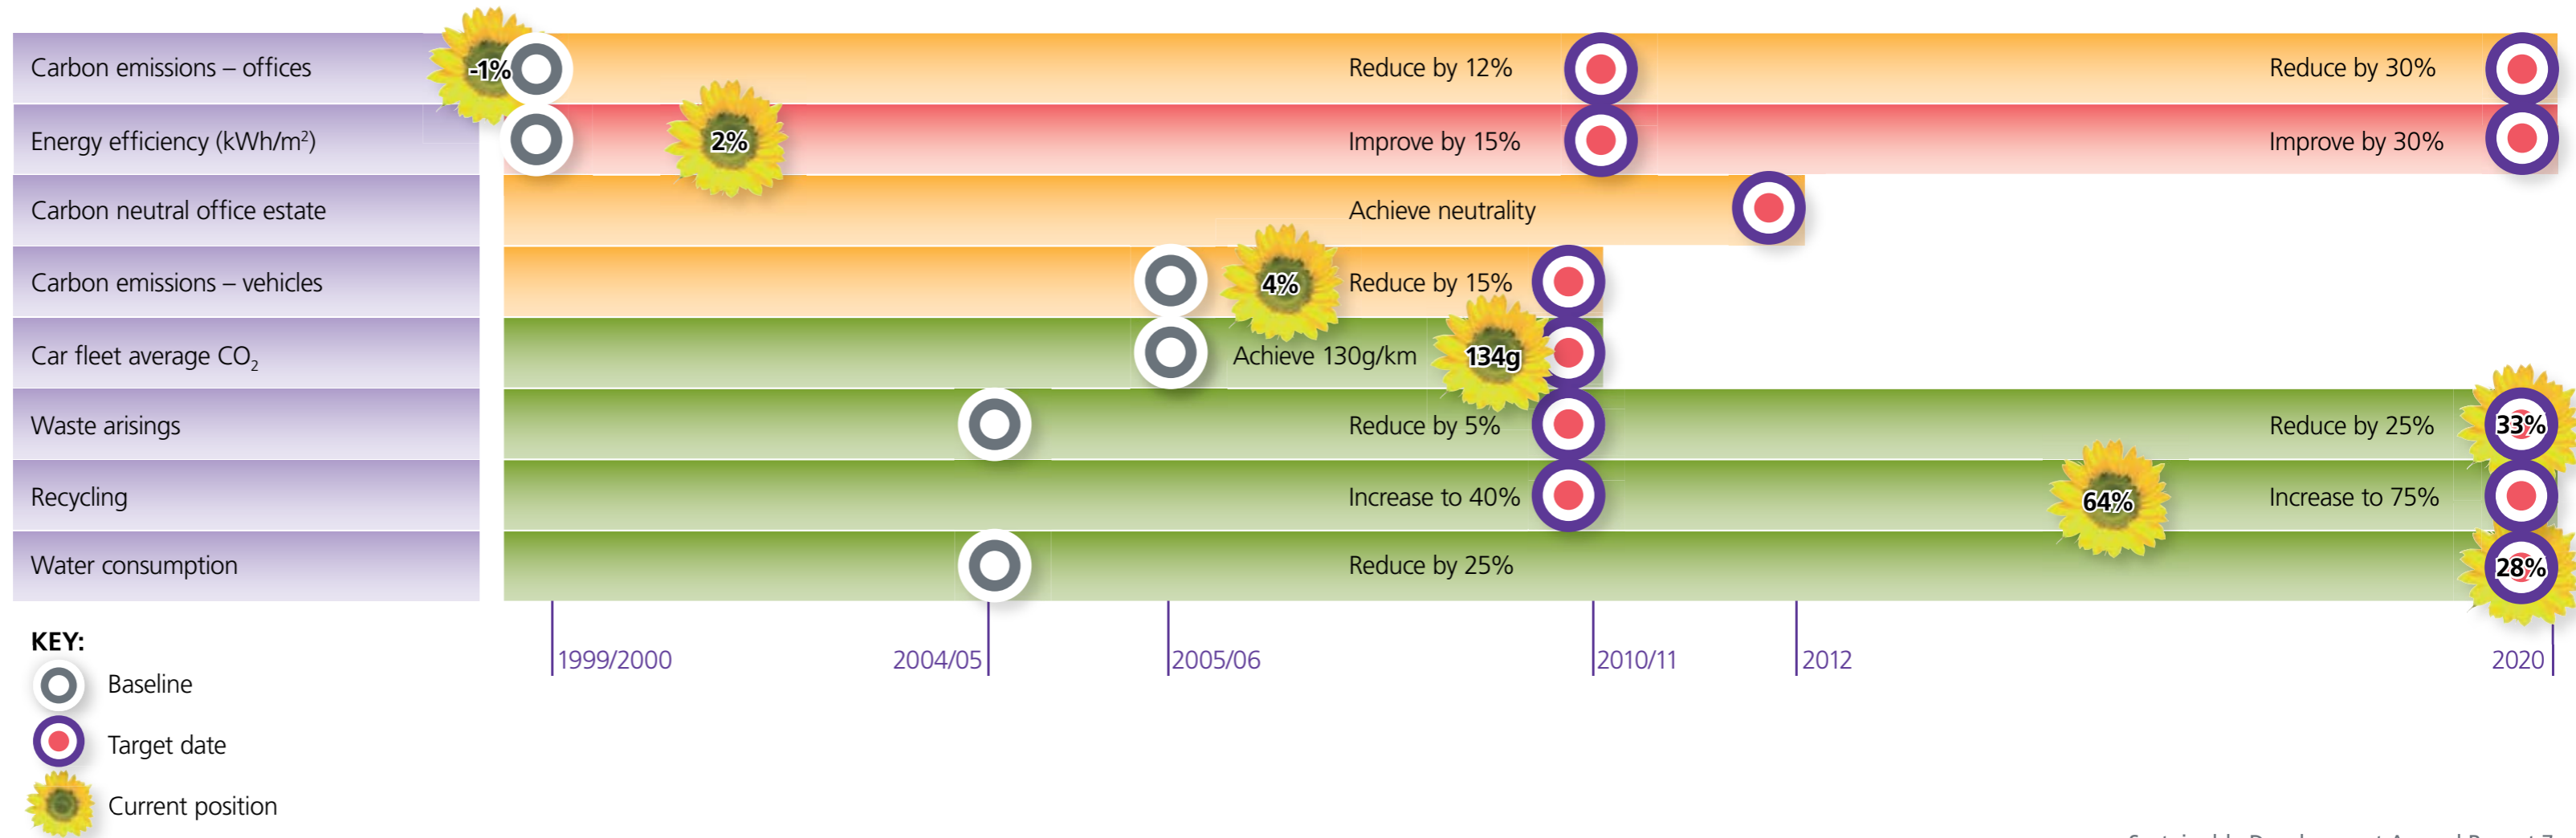 Carbon emissions – offices -1% Reduce by 12% Reduce by 30%
Energy efficiency (kWh/m²) 2% Improve by 15% Improve by 30%
Carbon neutral office estate Achieve neutrality
Carbon emissions – vehicles 4% Reduce by 15%
Car fleet average CO₂ Achieve 130g/km 134g
Waste arisings Reduce by 5% Reduce by 25% 33%
Recycling Increase to 40% 64% Increase to 75%
Water consumption Reduce by 25% 28%
1999/2000 2004/05 2005/06 2010/11 2012 2020
KEY:
Baseline
Target date
Current position